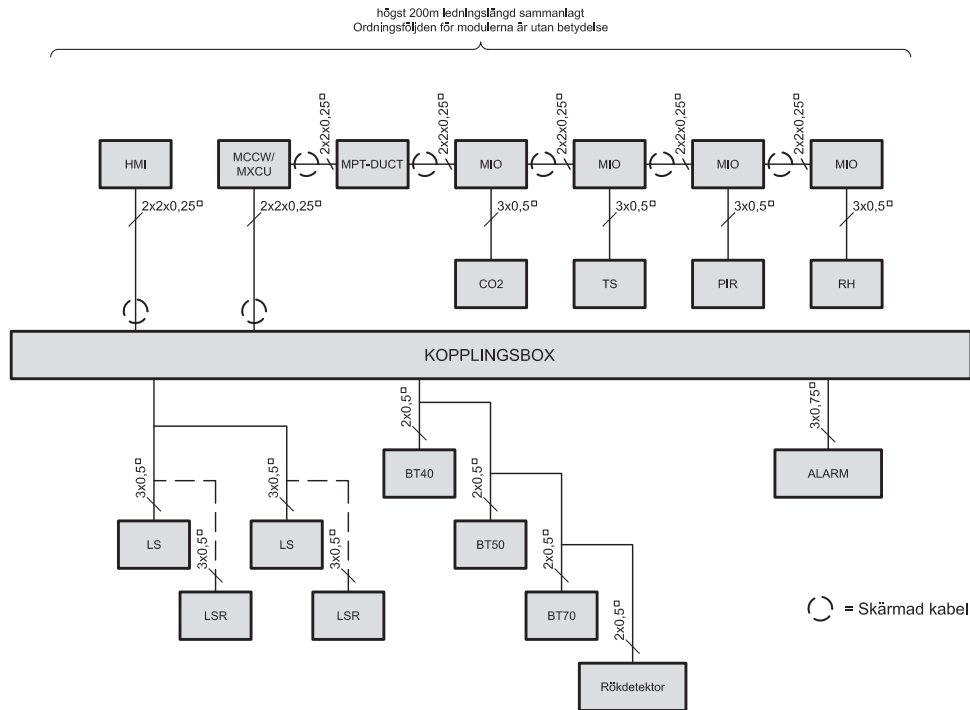 högst 200m ledningslängd sammanlagt
Ordningsföljden för modulerna är utan betydelse
2x2x0,25□
2x2x0,25□
2x2x0,25□
2x2x0,25□
2x2x0,25□
HMI
MCCW/
MXCU
MPT-DUCT
MIO
MIO
MIO
MIO
2x2x0,25□
2x2x0,25□
3x0,5□
3x0,5□
3x0,5□
3x0,5□
CO2
TS
PIR
RH
KOPPLINGSBOX
2x0,5□
3x0,75□
BT40
ALARM
3x0,5□
3x0,5□
2x0,5□
LS
LS
BT50
3x0,5□
3x0,5□
2x0,5□
LSR
LSR
BT70
2x0,5□
= Skärmad kabel
Rökdetektor